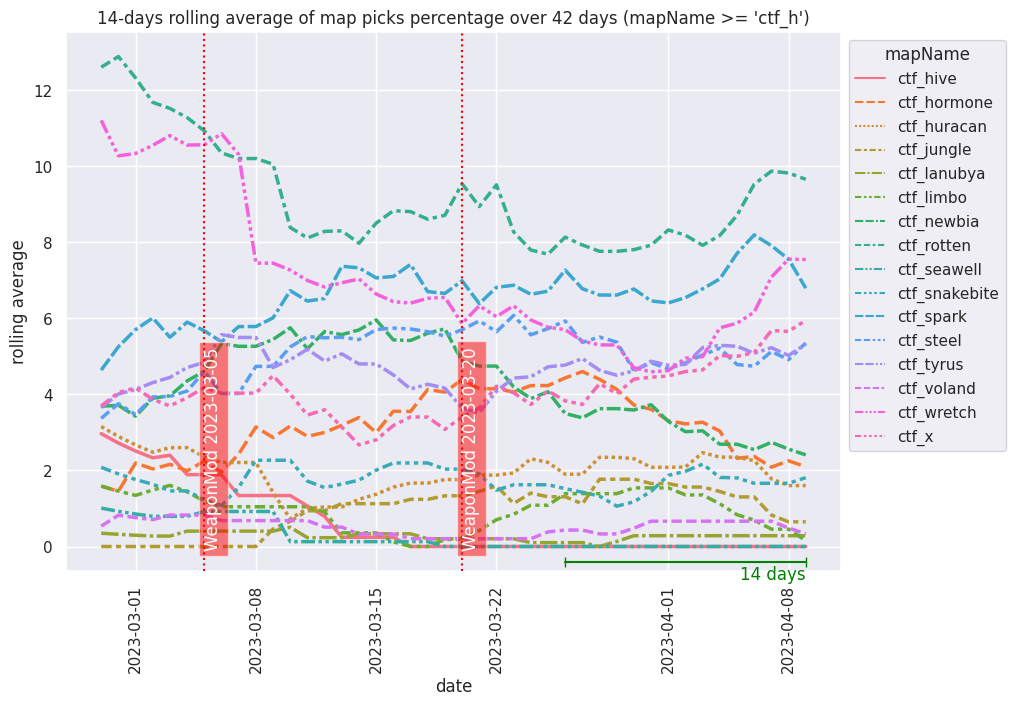 14-days rolling average of map picks percentage over 42 days (mapName >= 'ctf_h')
rolling average
12
10
8
6
4
2
0
WeaponMod 2023-03-05
WeaponMod 2023-03-20
14 days
2023-03-01
2023-03-08
2023-03-15
2023-03-22
2023-04-01
2023-04-08
date
mapName
ctf_hive
ctf_hormone
ctf_huracan
ctf_jungle
ctf_lanubya
ctf_limbo
ctf_newbia
ctf_rotten
ctf_seawell
ctf_snakebite
ctf_spark
ctf_steel
ctf_tyrus
ctf_voland
ctf_wretch
ctf_x